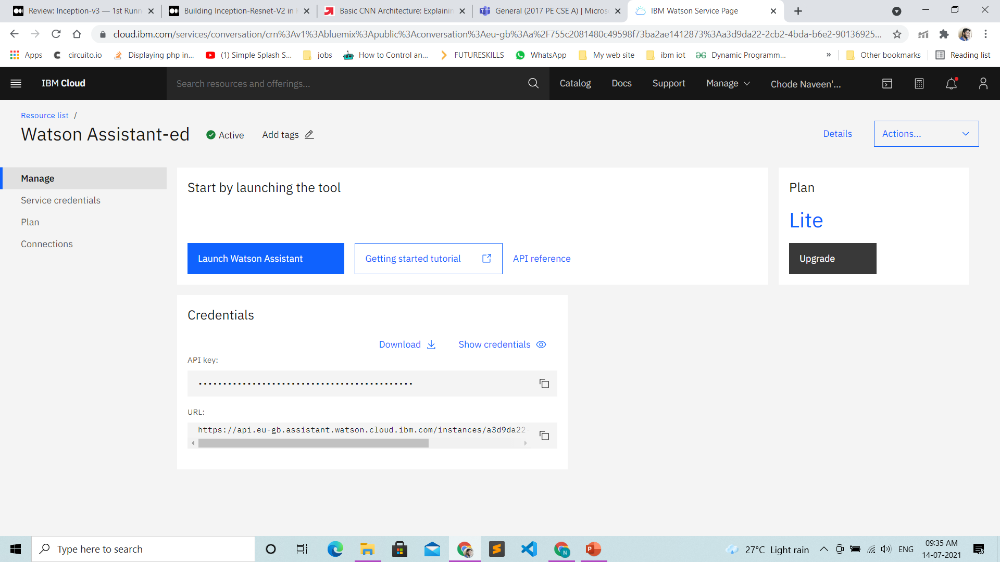 Review: Inception-v3 — 1st Runn
Building Inception-Resnet-V2 in
Basic CNN Architecture: Explainin
General (2017 PE CSE A) | Micros
IBM Watson Service Page
cloud.ibm.com/services/conversation/crn%3Av1%3Abluemix%3Apublic%3Aconversation%3Aeu-gb%3Aa%2F755c2081480c49598f73ba2ae1412873%3Aa3d9da22-2cb2-4bda-b6e2-90136925...
Apps
circuito.io
Displaying php in...
(1) Simple Splash S...
jobs
How to Control an...
FUTURESKILLS
WhatsApp
My web site
ibm iot
Dynamic Programm...
»
Other bookmarks
Reading list
IBM Cloud
Search resources and offerings...
Catalog
Docs
Support
Manage
Chode Naveen'...
Resource list /
Watson Assistant-ed
Active
Add tags
Details
Actions...
Manage
Service credentials
Plan
Connections
Start by launching the tool
Launch Watson Assistant
Getting started tutorial
API reference
Plan
Lite
Upgrade
Credentials
Download
Show credentials
API key:
URL:
https://api.eu-gb.assistant.watson.cloud.ibm.com/instances/a3d9da22-
Type here to search
27°C Light rain
ENG
09:35 AM
14-07-2021